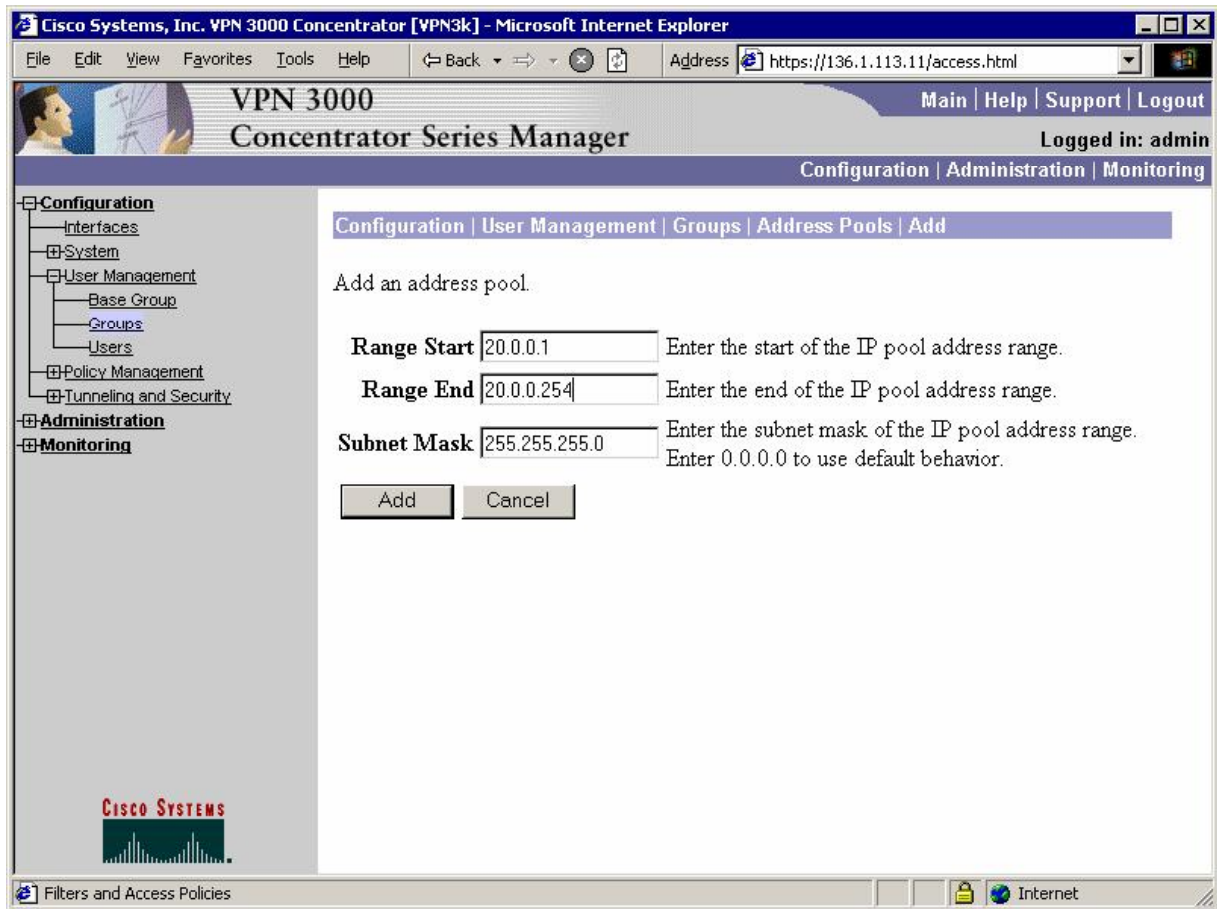 Cisco Systems, Inc. VPN 3000 Concentrator [VPN3k] - Microsoft Internet Explorer
File Edit View Favorites Tools Help Back Address https://136.1.113.11/access.html
VPN 3000
Concentrator Series Manager
Main | Help | Support | Logout
Logged in: admin
Configuration | Administration | Monitoring
Configuration
Interfaces
System
User Management
Base Group
Groups
Users
Policy Management
Tunneling and Security
Administration
Monitoring
Configuration | User Management | Groups | Address Pools | Add
Add an address pool.
Range Start 20.0.0.1 Enter the start of the IP pool address range.
Range End 20.0.0.254 Enter the end of the IP pool address range.
Subnet Mask 255.255.255.0 Enter the subnet mask of the IP pool address range.
Enter 0.0.0.0 to use default behavior.
Add Cancel
CISCO SYSTEMS
Filters and Access Policies Internet